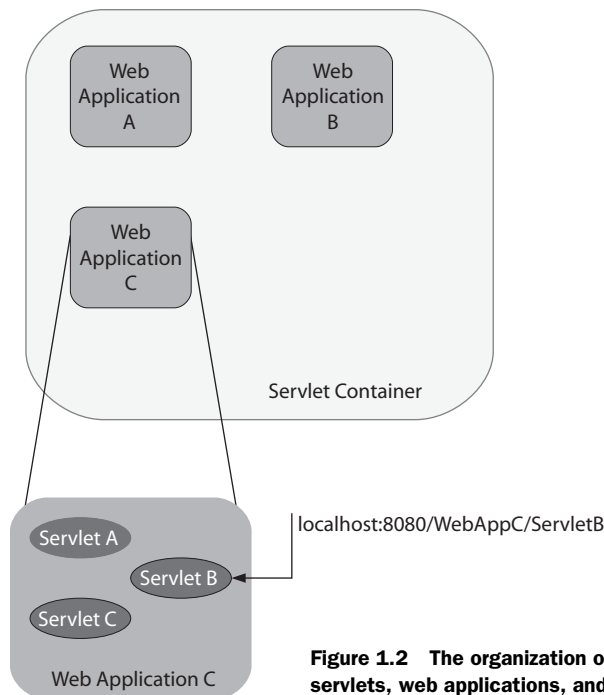 Web
Application
A
Web
Application
B
Web
Application
C
Servlet Container
localhost:8080/WebAppC/ServletB
Servlet A
Servlet B
Servlet C
Web Application C
Figure 1.2 The organization o
servlets, web applications, and